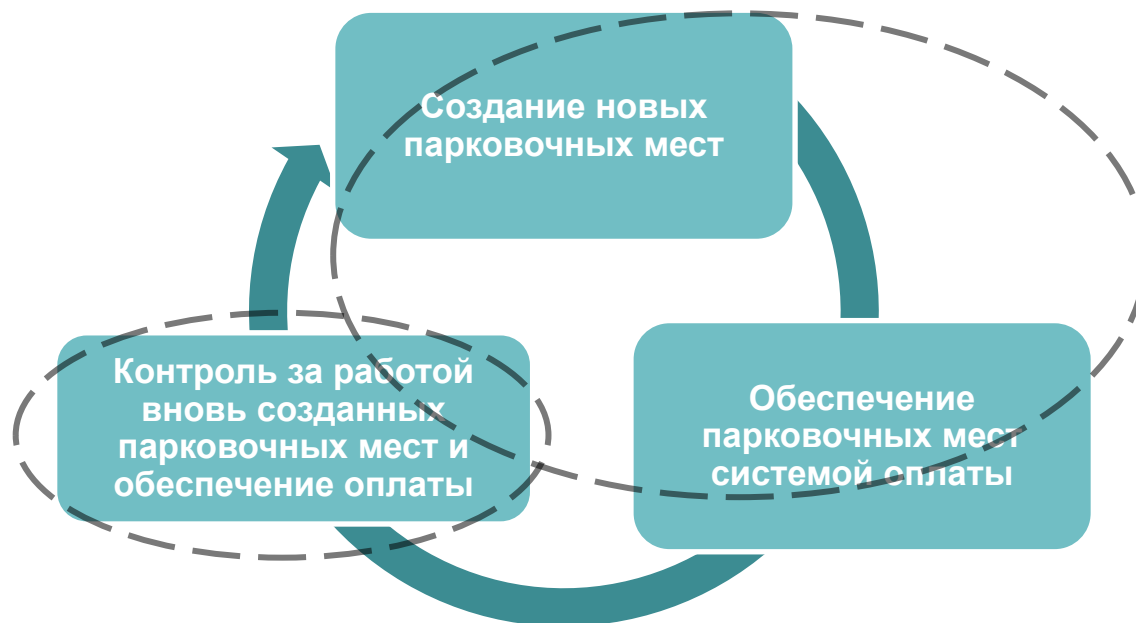 Создание новых
парковочных мест
Обеспечение
парковочных мест
системой оплаты
Контроль за работой
вновь созданных
парковочных мест и
обеспечение оплаты